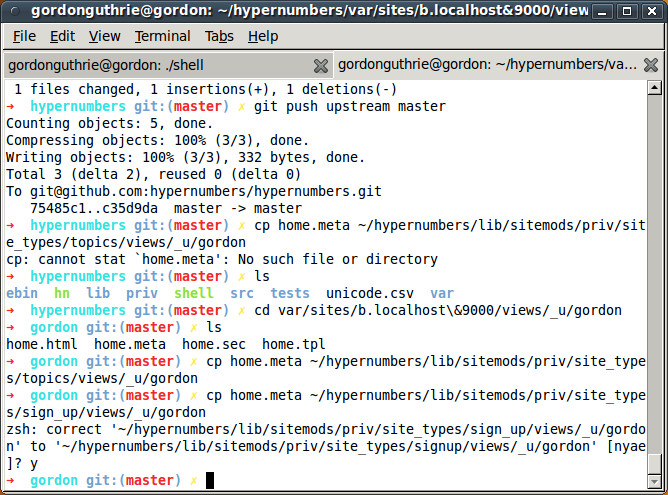 gordonguthrie@gordon: ~/hypernumbers/var/sites/b.localhost&9000/view
File Edit View Terminal Tabs Help
gordonguthrie@gordon: ./shell
gordonguthrie@gordon: ~/hypernumbers/va...
 1 files changed, 1 insertions(+), 1 deletions(-)
➜  hypernumbers git:(master) ✗ git push upstream master
Counting objects: 5, done.
Compressing objects: 100% (3/3), done.
Writing objects: 100% (3/3), 332 bytes, done.
Total 3 (delta 2), reused 0 (delta 0)
To git@github.com:hypernumbers/hypernumbers.git
   75485c1..c35d9da  master -> master
➜  hypernumbers git:(master) ✗ cp home.meta ~/hypernumbers/lib/sitemods/priv/sit
e_types/topics/views/_u/gordon
cp: cannot stat `home.meta': No such file or directory
➜  hypernumbers git:(master) ✗ ls
ebin  hn  lib  priv  shell  src  tests  unicode.csv  var
➜  hypernumbers git:(master) ✗ cd var/sites/b.localhost\&9000/views/_u/gordon
➜  gordon git:(master) ✗ ls
home.html  home.meta  home.sec  home.tpl
➜  gordon git:(master) ✗ cp home.meta ~/hypernumbers/lib/sitemods/priv/site_type
s/topics/views/_u/gordon
➜  gordon git:(master) ✗ cp home.meta ~/hypernumbers/lib/sitemods/priv/site_type
s/sign_up/views/_u/gordon
zsh: correct '~/hypernumbers/lib/sitemods/priv/site_types/sign_up/views/_u/gordo
n' to '~/hypernumbers/lib/sitemods/priv/site_types/signup/views/_u/gordon' [nyae
]? y
➜  gordon git:(master) ✗